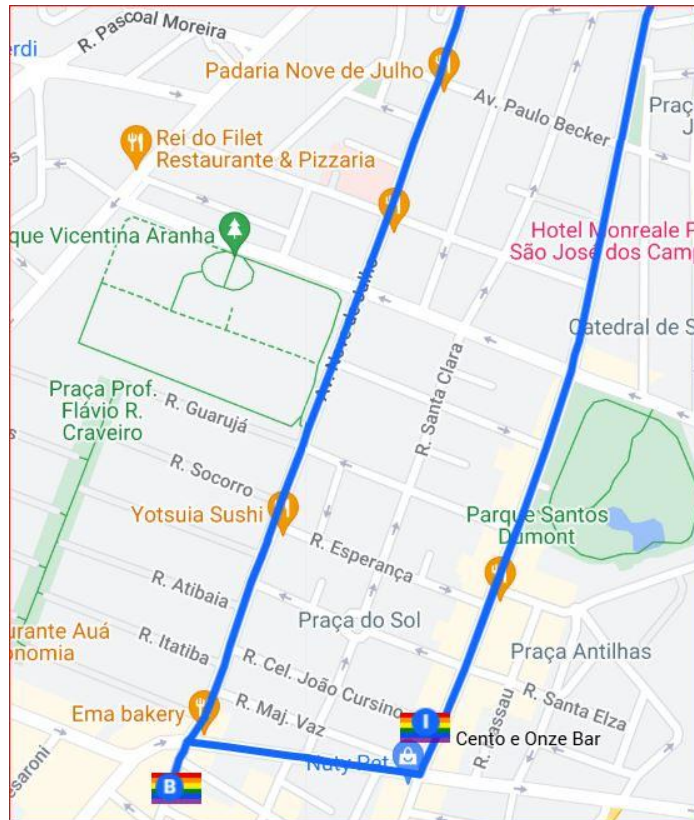 R. Pascoal Moreira
erdi
Padaria Nove de Julho
Av. Paulo Becker
Praça
J
Rei do Filet
Restaurante & Pizzaria
que Vicentina Aranha
Hotel Monreale P
São José dos Camp
Av. Nove de Julho
Catedral de S
R. Santa Clara
Praça Prof.
Flávio R.
Craveiro
R. Guarujá
R. Socorro
Yotsuia Sushi
Parque Santos
Dumont
R. Esperança
R. Atibaia
Praça do Sol
urante Auá
onomia
R. Itatiba
Praça Antilhas
R. Cel. João Cursino
R. Santa Elza
Ema bakery
R. Maj. Vaz
I
Cento e Onze Bar
Nuty Pet
B